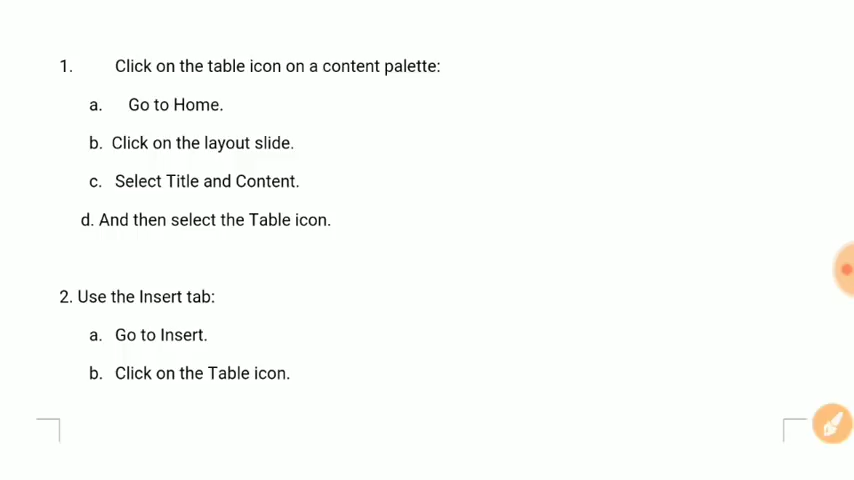 1. Click on the table icon on a content palette:
a. Go to Home.
b. Click on the layout slide.
c. Select Title and Content.
d. And then select the Table icon.
2. Use the Insert tab:
a. Go to Insert.
b. Click on the Table icon.